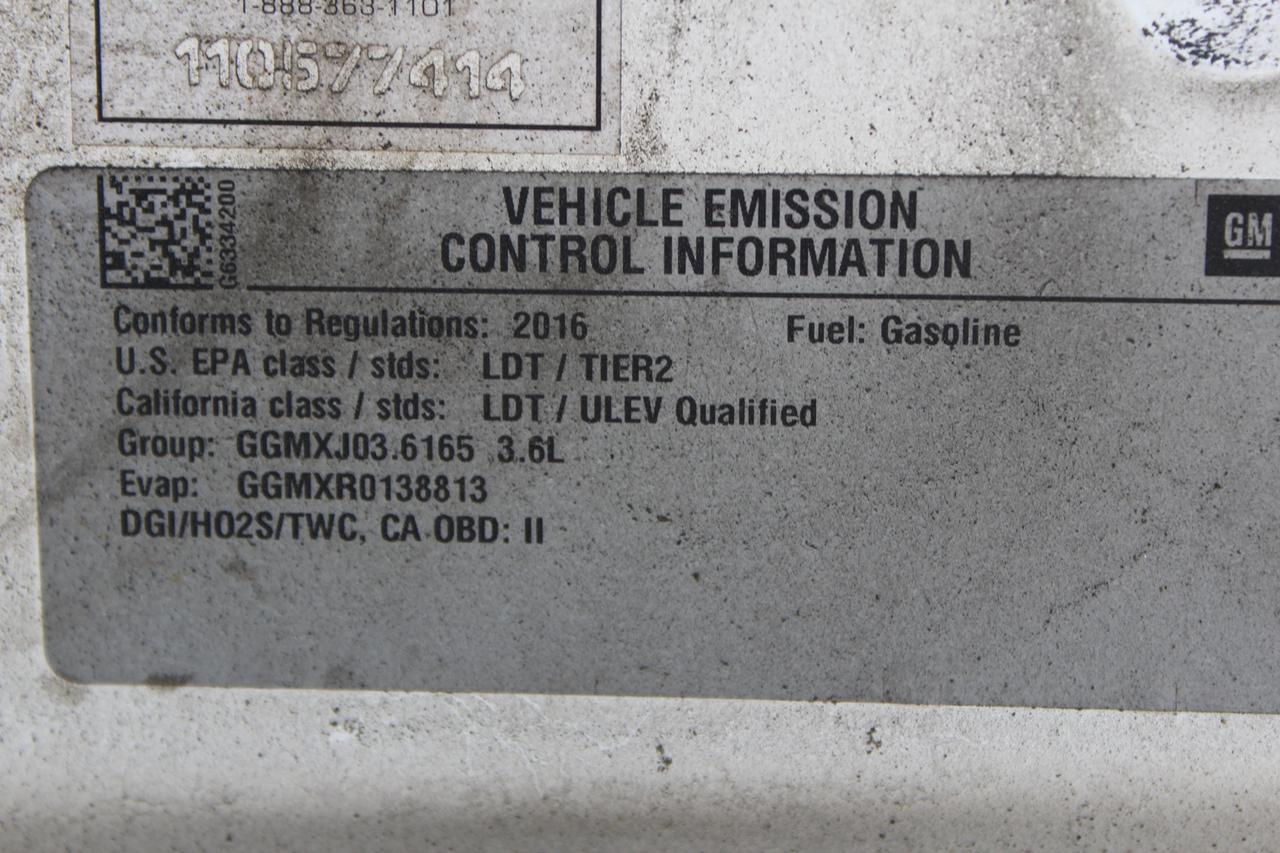 1-888-363-1101
110577414
G6334200
VEHICLE EMISSION
CONTROL INFORMATION
GM
Conforms to Regulations: 2016 Fuel: Gasoline
U.S. EPA class / stds: LDT / TIER2
California class / stds: LDT / ULEV Qualified
Group: GGMXJ03.6165 3.6L
Evap: GGMXR0138813
DGI/HO2S/TWC, CA OBD: II